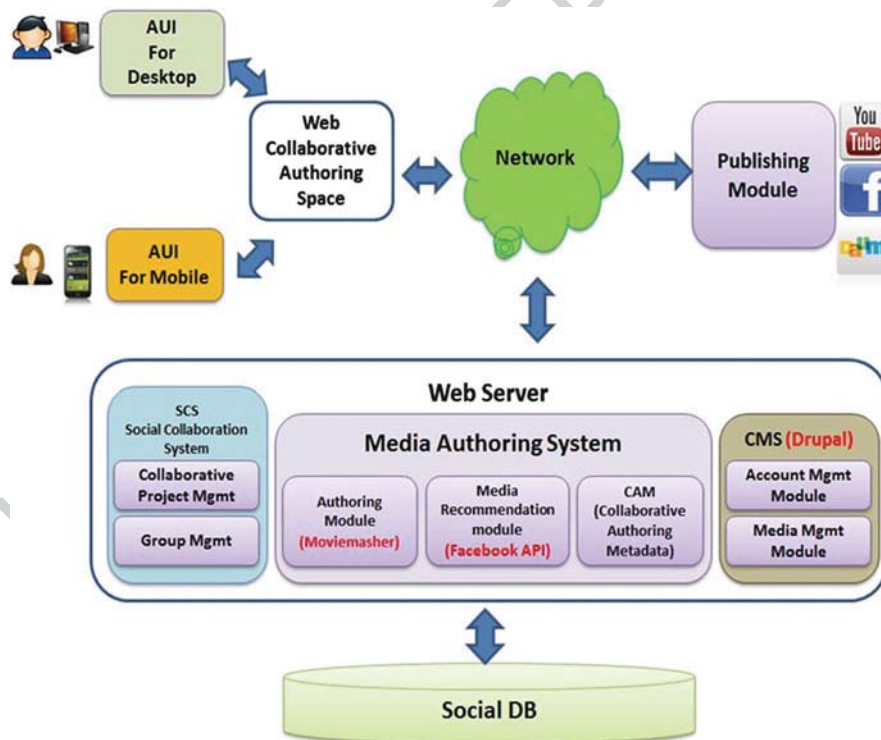 AUI
For
Desktop
Web
Collaborative
Authoring
Space
Network
Publishing
Module
You
Tube
f
AUI
For Mobile
Web Server
SCS
Social Collaboration
System
Collaborative
Project Mgmt
Group Mgmt
Media Authoring System
Authoring
Module
(Moviemasher)
Media
Recommendation
module
(Facebook API)
CAM
(Collaborative
Authoring
Metadata)
CMS (Drupal)
Account Mgmt
Module
Media Mgmt
Module
Social DB